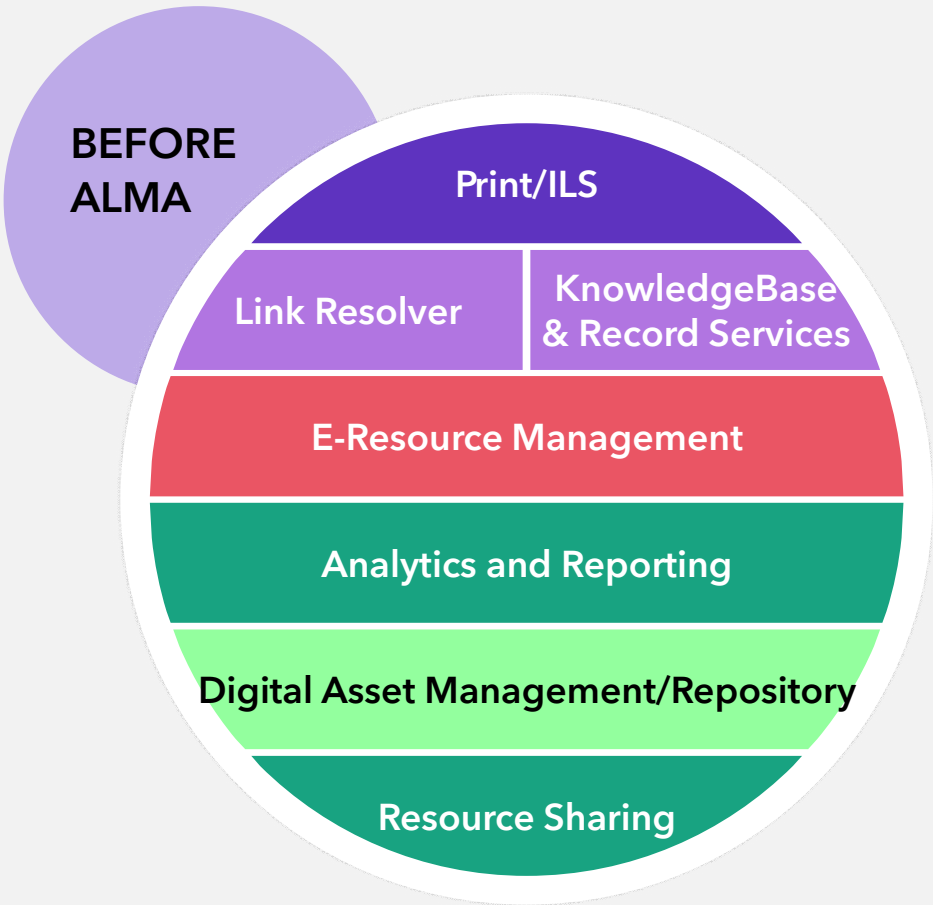 BEFORE
ALMA
Print/ILS
Link Resolver
KnowledgeBase
& Record Services
E-Resource Management
Analytics and Reporting
Digital Asset Management/Repository
Resource Sharing